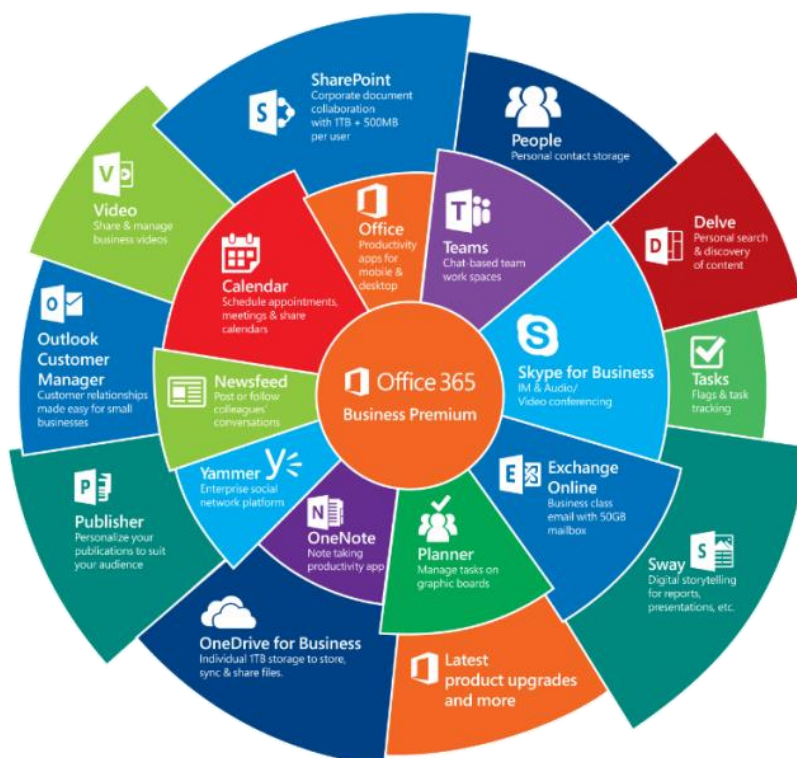 SharePoint
Corporate document
collaboration
with 1TB + 500MB
per user
People
Personal contact storage
Video
Share & manage
business videos
Delve
Personal search
& discovery
of content
Office
Productivity
apps for
mobile &
desktop
Teams
Chat-based team
work spaces
Calendar
Schedule appointments,
meetings & share
calendars
Outlook
Customer
Manager
Customer relationships
made easy for small
businesses
Skype for Business
IM & Audio/
Video conferencing
Tasks
Flags & task
tracking
Newsfeed
Post or follow
colleagues'
conversations
Office 365
Business Premium
Yammer
Enterprise social
network platform
Exchange
Online
Business class
email with 50GB
mailbox
Publisher
Personalize your
publications to suit
your audience
OneNote
Note taking
productivity app
Planner
Manage tasks on
graphic boards
Sway
Digital storytelling
for reports,
presentations, etc.
OneDrive for Business
Individual 1TB storage to store,
sync & share files.
Latest
product upgrades
and more